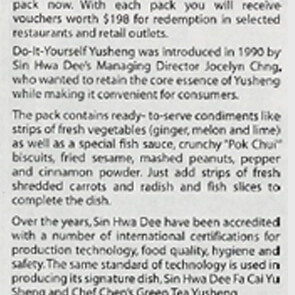 pack now. With each pack you will receive
vouchers worth $198 for redemption in selected
restaurants and retail outlets.
Do-It-Yourself Yusheng was introduced in 1990 by
Sin Hwa Dee's Managing Director Jocelyn Chng,
who wanted to retain the core essence of Yusheng
while making it convenient for consumers.
The pack contains ready- to-serve condiments like
strips of fresh vegetables (ginger, melon and lime)
as well as a special fish sauce, crunchy "Pok Chui"
biscuits, fried sesame, mashed peanuts, pepper
and cinnamon powder. Just add strips of fresh
shredded carrots and radish and fish slices to
complete the dish.
Over the years, Sin Hwa Dee have been accredited
with a number of international certifications for
production technology, food quality, hygiene and
safety. The same standard of technology is used in
producing its signature dish, Sin Hwa Dee Fa Cai Yu
Sheng and Chef Chen's Green Tea Yusheng